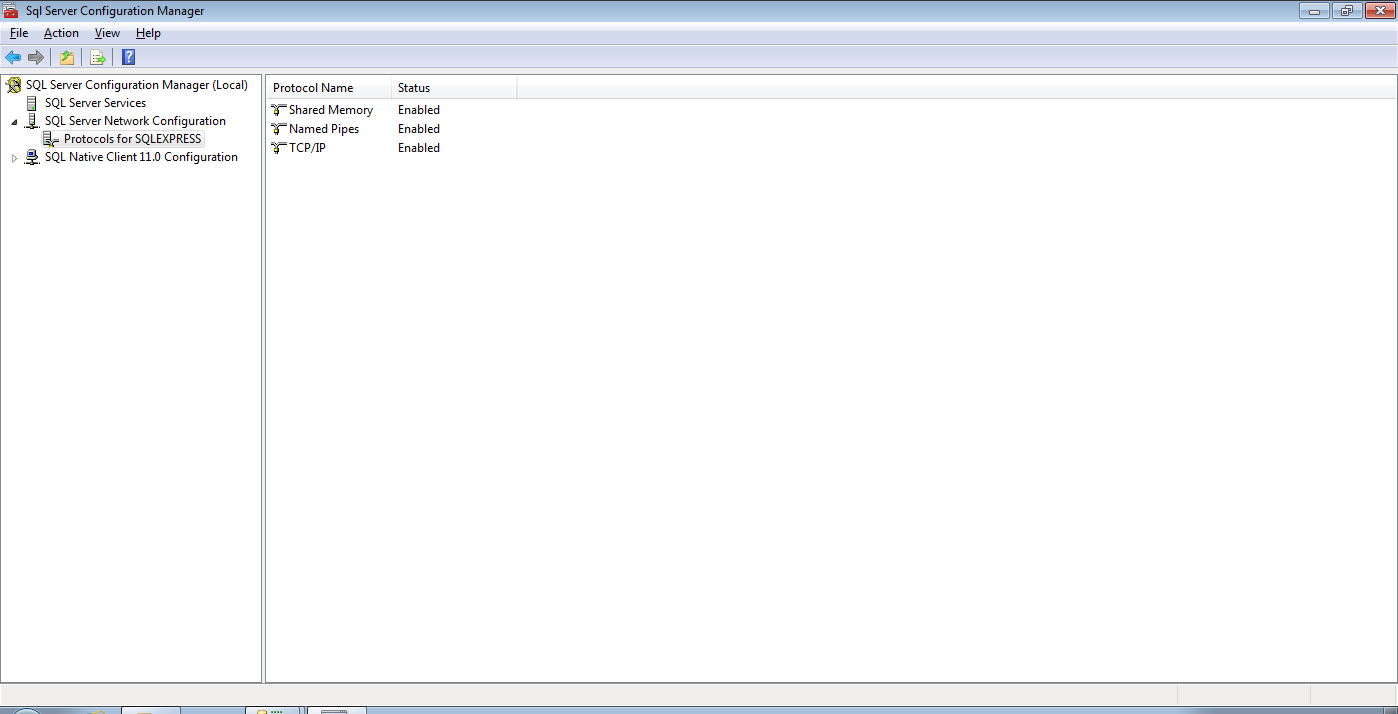 Sql Server Configuration Manager
File Action View Help
SQL Server Configuration Manager (Local)
SQL Server Services
SQL Server Network Configuration
Protocols for SQLEXPRESS
SQL Native Client 11.0 Configuration
Protocol Name Status
Shared Memory Enabled
Named Pipes Enabled
TCP/IP Enabled